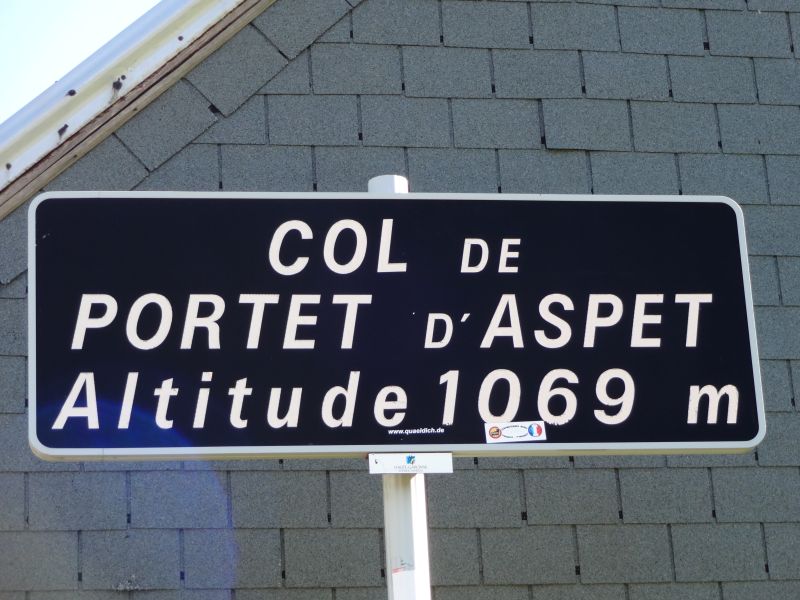 COL DE
PORTET D'ASPET
Altitude 1069 m
www.quaeldich.de